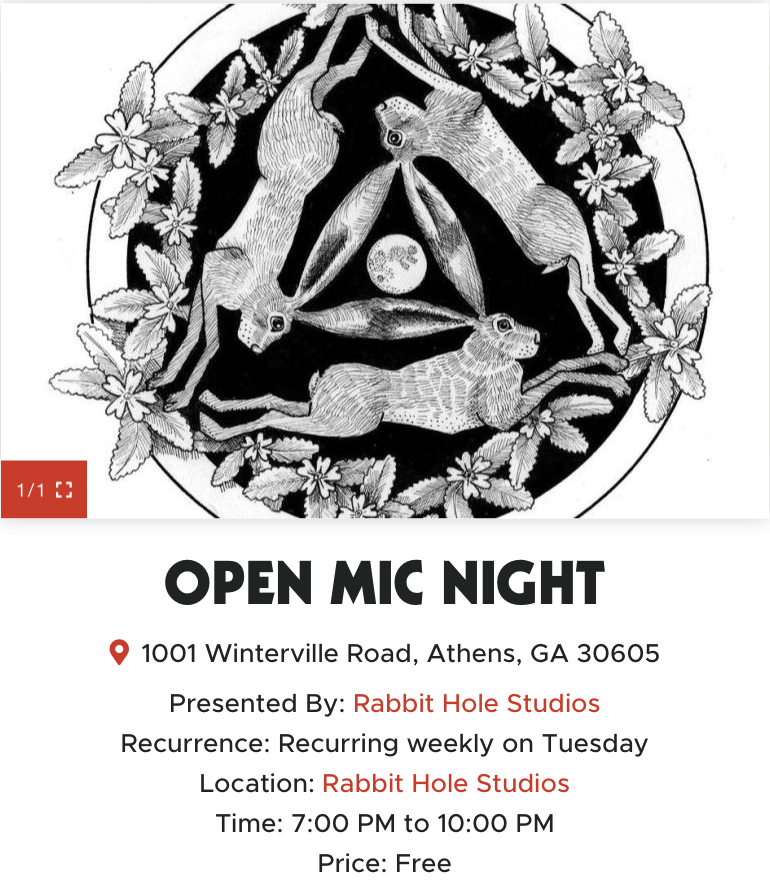 1/1
OPEN MIC NIGHT
1001 Winterville Road, Athens, GA 30605
Presented By: Rabbit Hole Studios
Recurrence: Recurring weekly on Tuesday
Location: Rabbit Hole Studios
Time: 7:00 PM to 10:00 PM
Price: Free